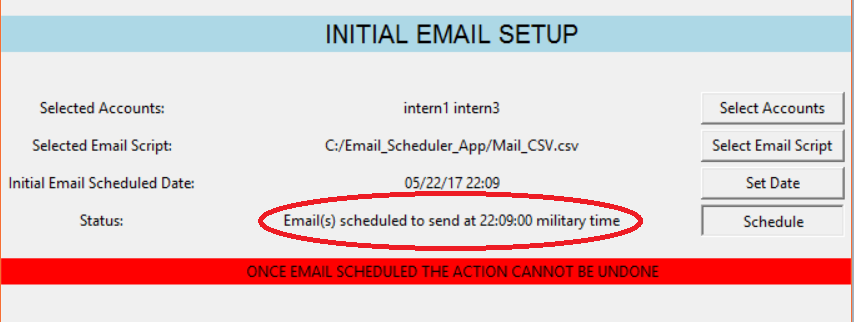 INITIAL EMAIL SETUP
Selected Accounts: intern1 intern3 Select Accounts
Selected Email Script: C:/Email_Scheduler_App/Mail_CSV.csv Select Email Script
Initial Email Scheduled Date: 05/22/17 22:09 Set Date
Status: Email(s) scheduled to send at 22:09:00 military time Schedule
ONCE EMAIL SCHEDULED THE ACTION CANNOT BE UNDONE